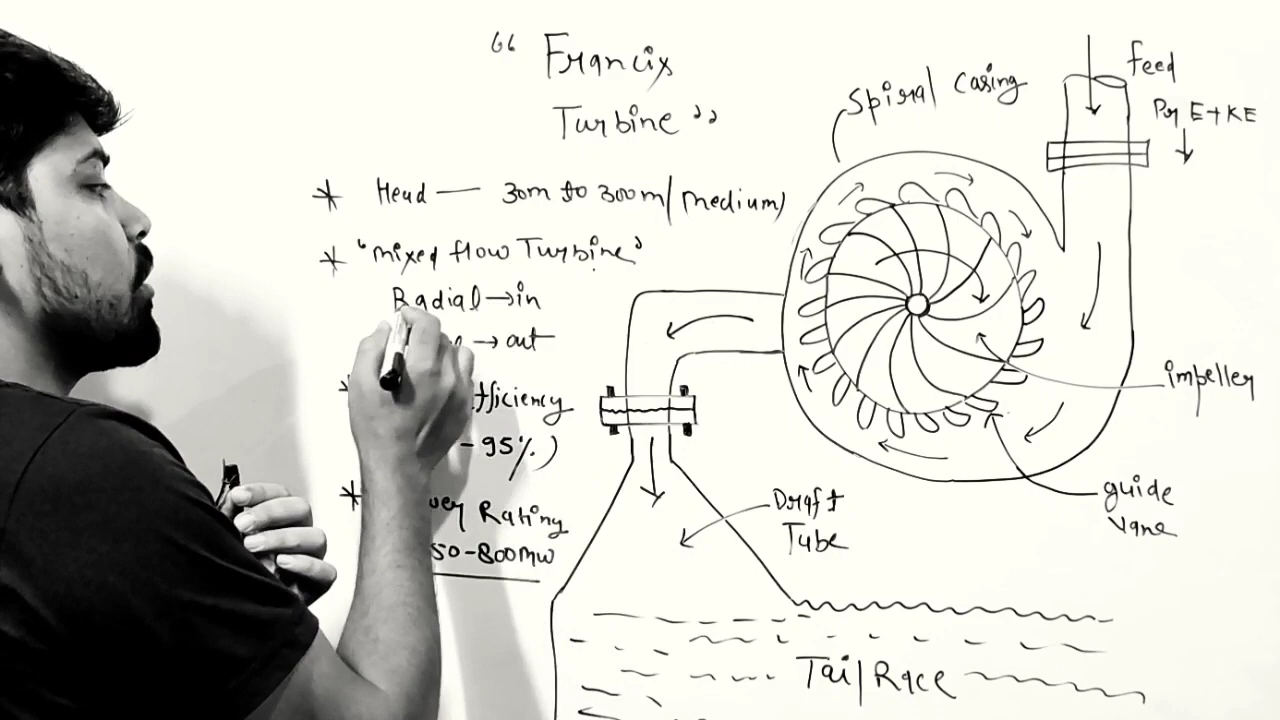 “ Francis
Turbine ”
* Head — 30m to 300m/medium)
* “mixed flow Turbine”
Radial → in
→ out
fficiency
- 95%)
wer Rating
50-800MW
Spiral Casing
feed
Pr E + KE
impeller
guide
vane
Draft
Tube
Tail Race